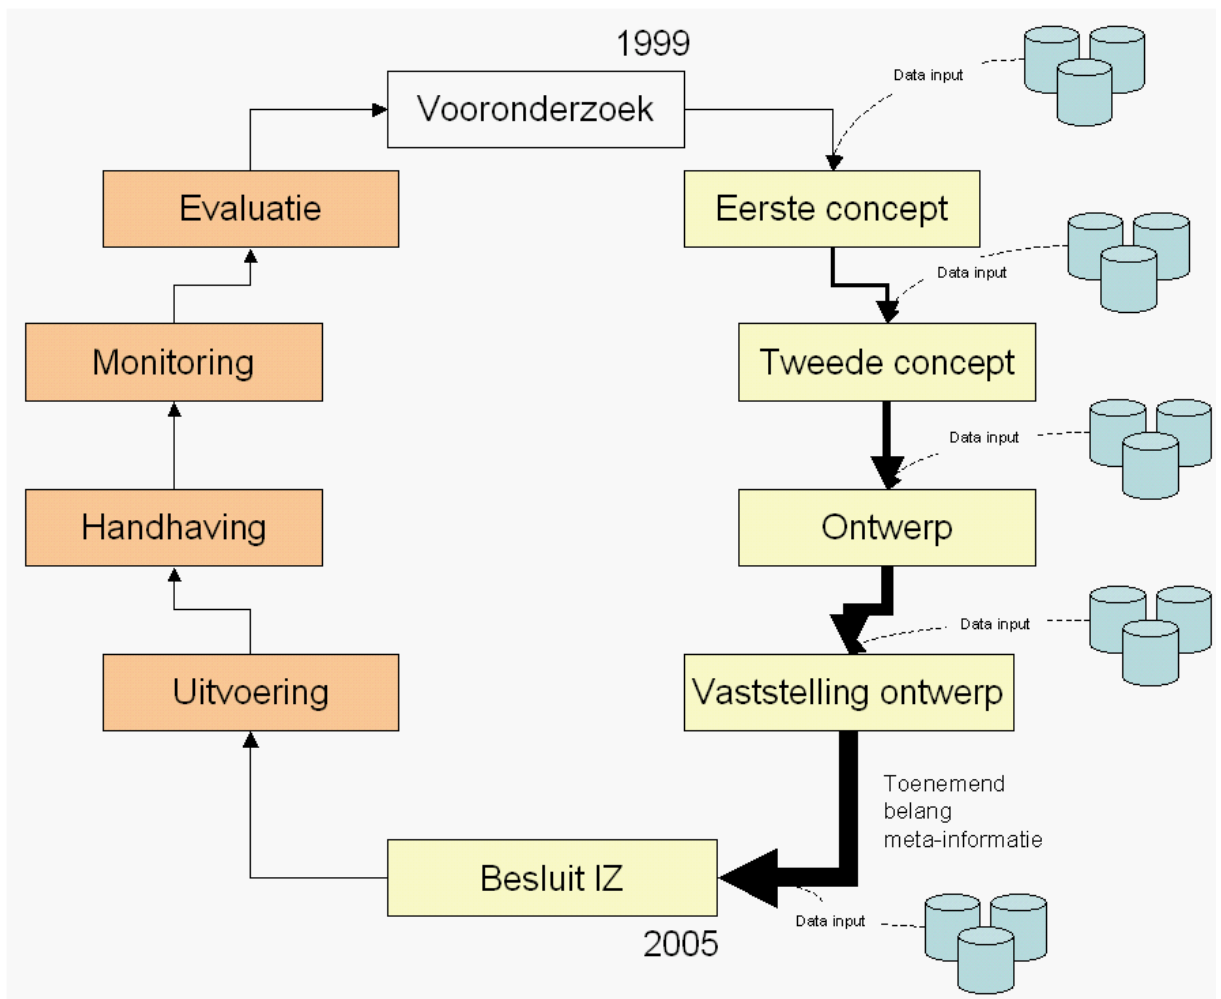 1999
Vooronderzoek
Data input
Evaluatie
Eerste concept
Data input
Monitoring
Tweede concept
Data input
Handhaving
Ontwerp
Data input
Uitvoering
Vaststelling ontwerp
Toenemend
belang
meta-informatie
Besluit IZ
Data input
2005